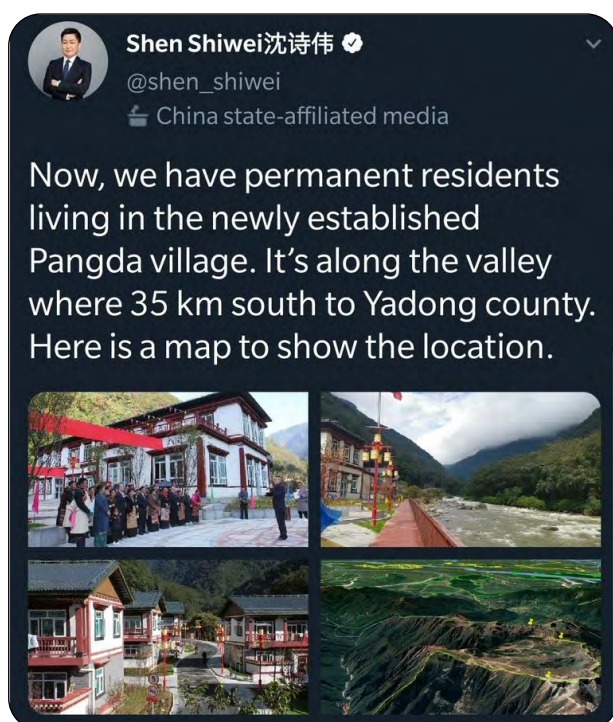 Shen Shiwei沈诗伟
@shen_shiwei
China state-affiliated media
Now, we have permanent residents
living in the newly established
Pangda village. It's along the valley
where 35 km south to Yadong county.
Here is a map to show the location.